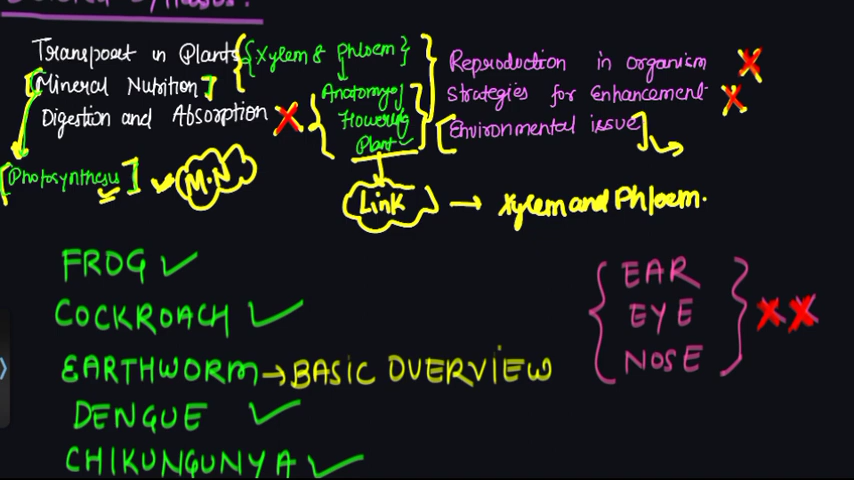 Transport in Plants {Xylem & Phloem}
[Mineral Nutrition]
Digestion and Absorption
[Photosynthesis]
M.N
Anatomy of
Flowering
Plant
Link → Xylem and Phloem.
Reproduction in organism
Strategies for Enhancement
[Environmental issue]
FROG ✓
COCKROACH ✓
EARTHWORM → BASIC OVERVIEW
DENGUE ✓
CHIKUNGUNYA ✓
EAR
EYE
NOSE